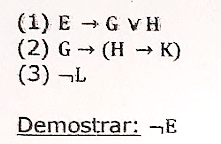 (1) E → G ∨ H
(2) G → (H → K)
(3) ¬L
Demostrar: ¬E